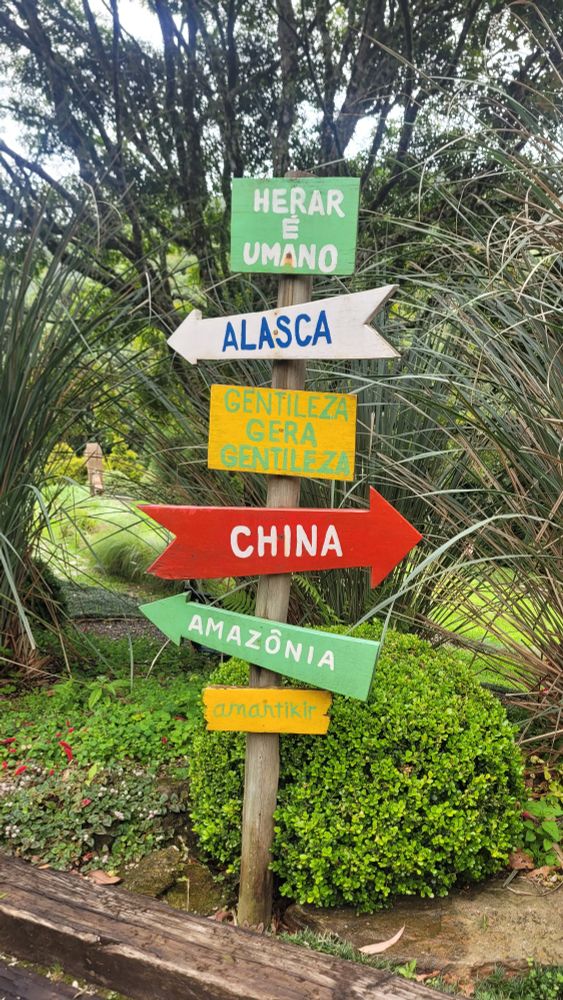 HERAR
É
UMANO
ALASCA
GENTILEZA
GERA
GENTILEZA
CHINA
AMAZÔNIA
amantikir